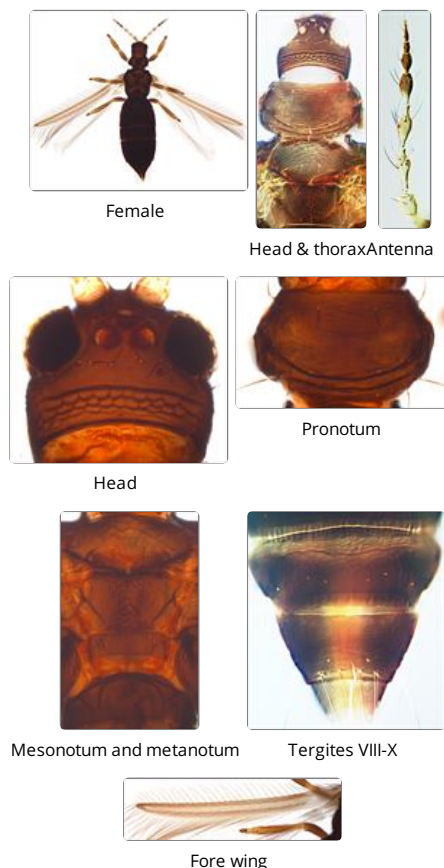 Female
Head & thoraxAntenna
Head
Pronotum
Mesonotum and metanotum
Tergites VIII-X
Fore wing